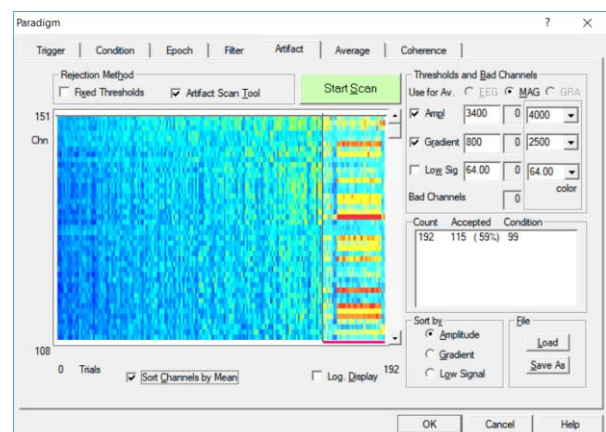 Paradigm ? ×
Trigger Condition Epoch Filter Artifact Average Coherence
Rejection Method
Fixed Thresholds Artifact Scan Tool
Start Scan
151
Chn
108
0 Trials 192
Sort Channels by Mean Log. Display
Thresholds and Bad Channels
Use for Av. EEG MAG GRA
Ampl 3400 0 4000
Gradient 800 0 2500
Low Sig 64.00 0 64.00
color
Bad Channels 0
Count Accepted Condition
192 115 (59%) 99
Sort by
Amplitude
Gradient
Low Signal
File
Load
Save As
OK Cancel Help